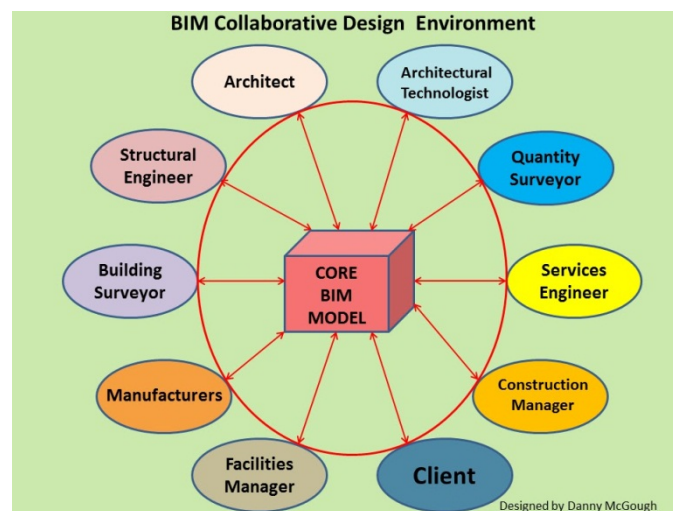 BIM Collaborative Design Environment
Architect
Architectural
Technologist
Structural
Engineer
Quantity
Surveyor
Building
Surveyor
CORE
BIM
MODEL
Services
Engineer
Manufacturers
Construction
Manager
Facilities
Manager
Client
Designed by Danny McGough